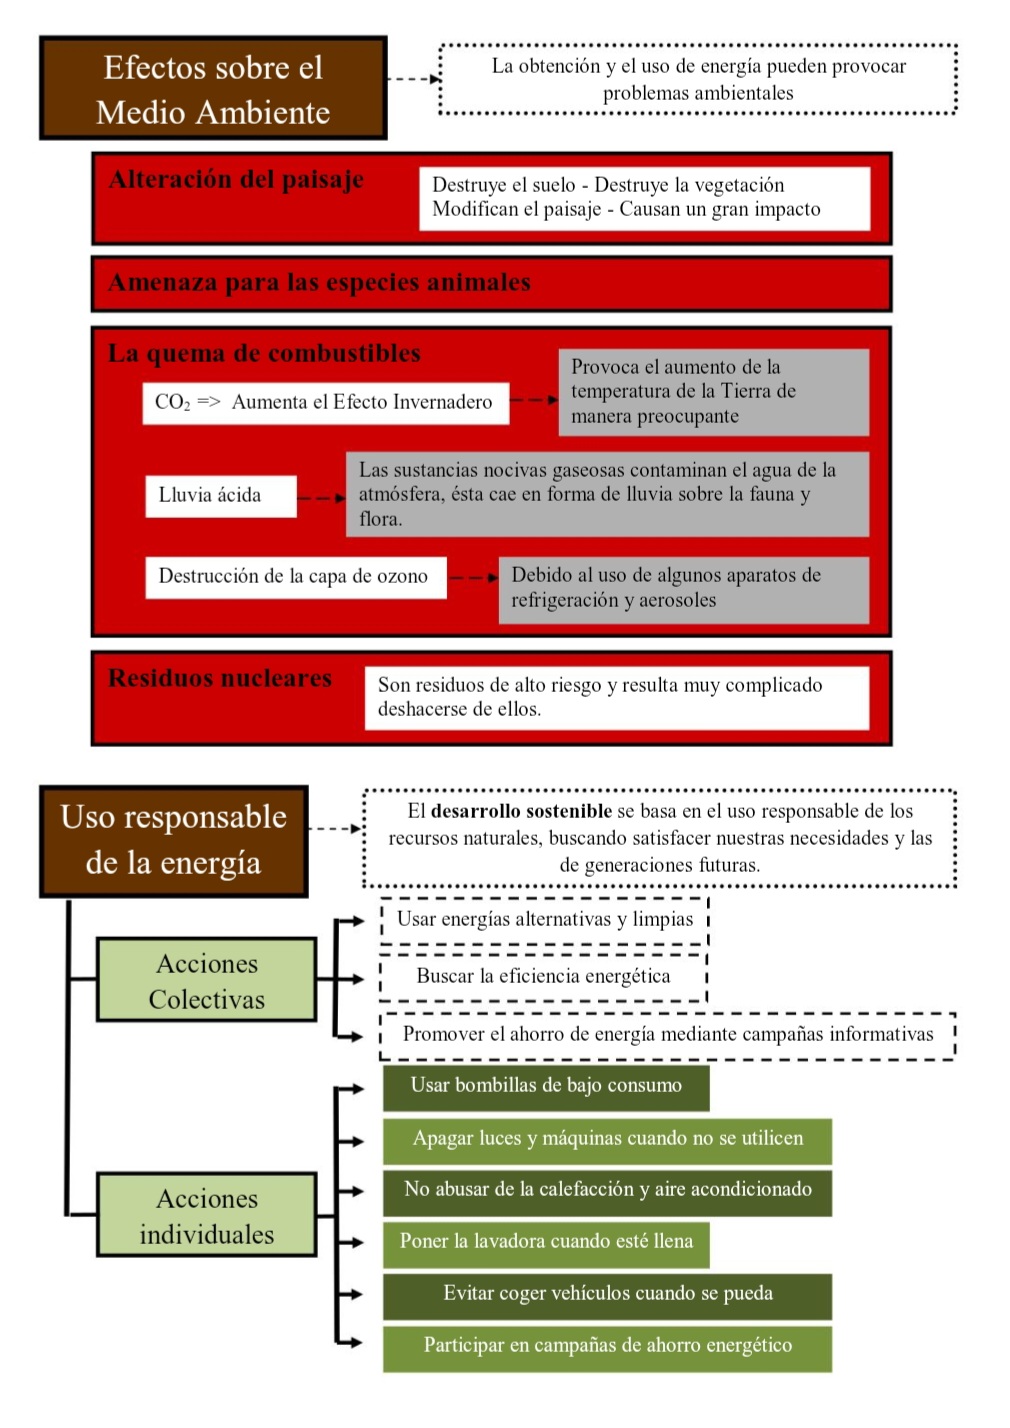 Efectos sobre el
Medio Ambiente
La obtención y el uso de energía pueden provocar
problemas ambientales
Alteración del paisaje
Destruye el suelo - Destruye la vegetación
Modifican el paisaje - Causan un gran impacto
Amenaza para las especies animales
La quema de combustibles
CO₂ => Aumenta el Efecto Invernadero
Provoca el aumento de la
temperatura de la Tierra de
manera preocupante
Lluvia ácida
Las sustancias nocivas gaseosas contaminan el agua de la
atmósfera, ésta cae en forma de lluvia sobre la fauna y
flora.
Destrucción de la capa de ozono
Debido al uso de algunos aparatos de
refrigeración y aerosoles
Residuos nucleares
Son residuos de alto riesgo y resulta muy complicado
deshacerse de ellos.
Uso responsable
de la energía
El desarrollo sostenible se basa en el uso responsable de los
recursos naturales, buscando satisfacer nuestras necesidades y las
de generaciones futuras.
Acciones
Colectivas
Usar energías alternativas y limpias
Buscar la eficiencia energética
Promover el ahorro de energía mediante campañas informativas
Acciones
individuales
Usar bombillas de bajo consumo
Apagar luces y máquinas cuando no se utilicen
No abusar de la calefacción y aire acondicionado
Poner la lavadora cuando esté llena
Evitar coger vehículos cuando se pueda
Participar en campañas de ahorro energético